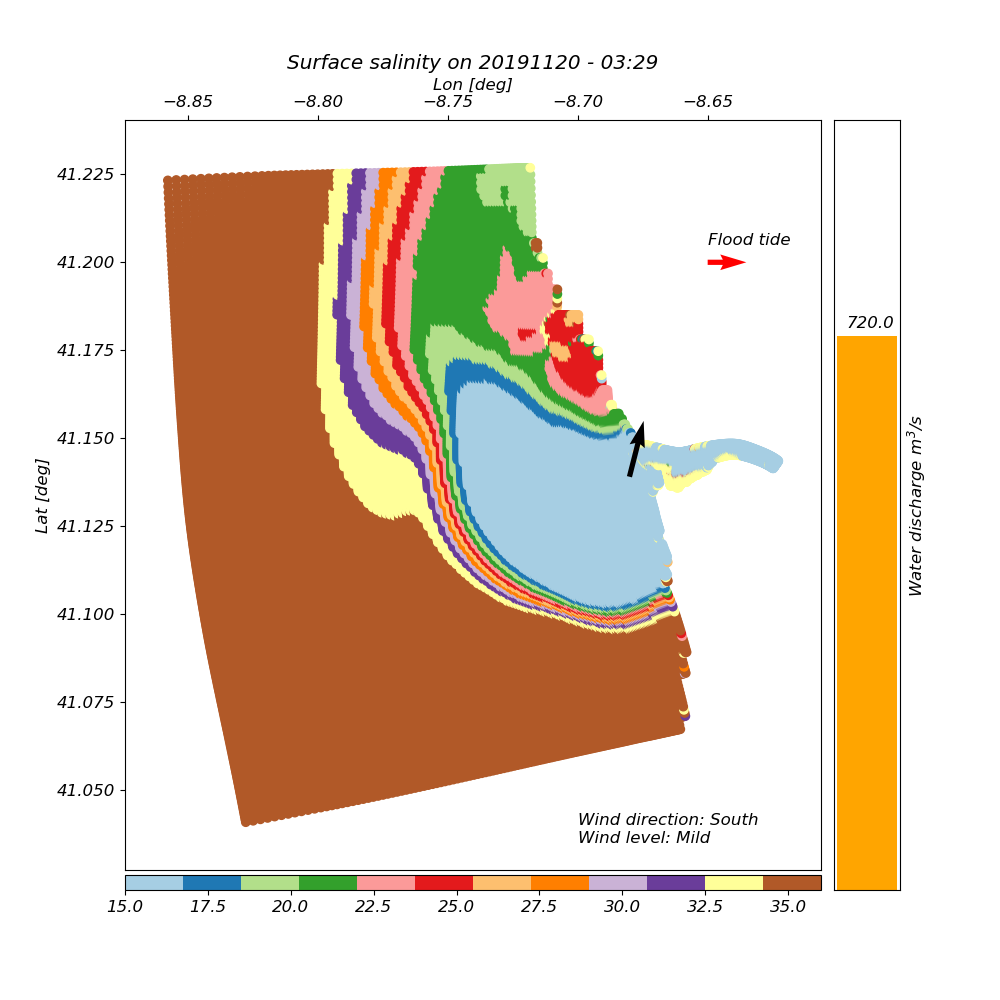 Surface salinity on 20191120 - 03:29
Lon [deg]
−8.85 −8.80 −8.75 −8.70 −8.65
41.225
41.200
41.175
41.150
41.125
41.100
41.075
41.050
Lat [deg]
Flood tide
720.0
Water discharge m³/s
Wind direction: South
Wind level: Mild
15.0 17.5 20.0 22.5 25.0 27.5 30.0 32.5 35.0